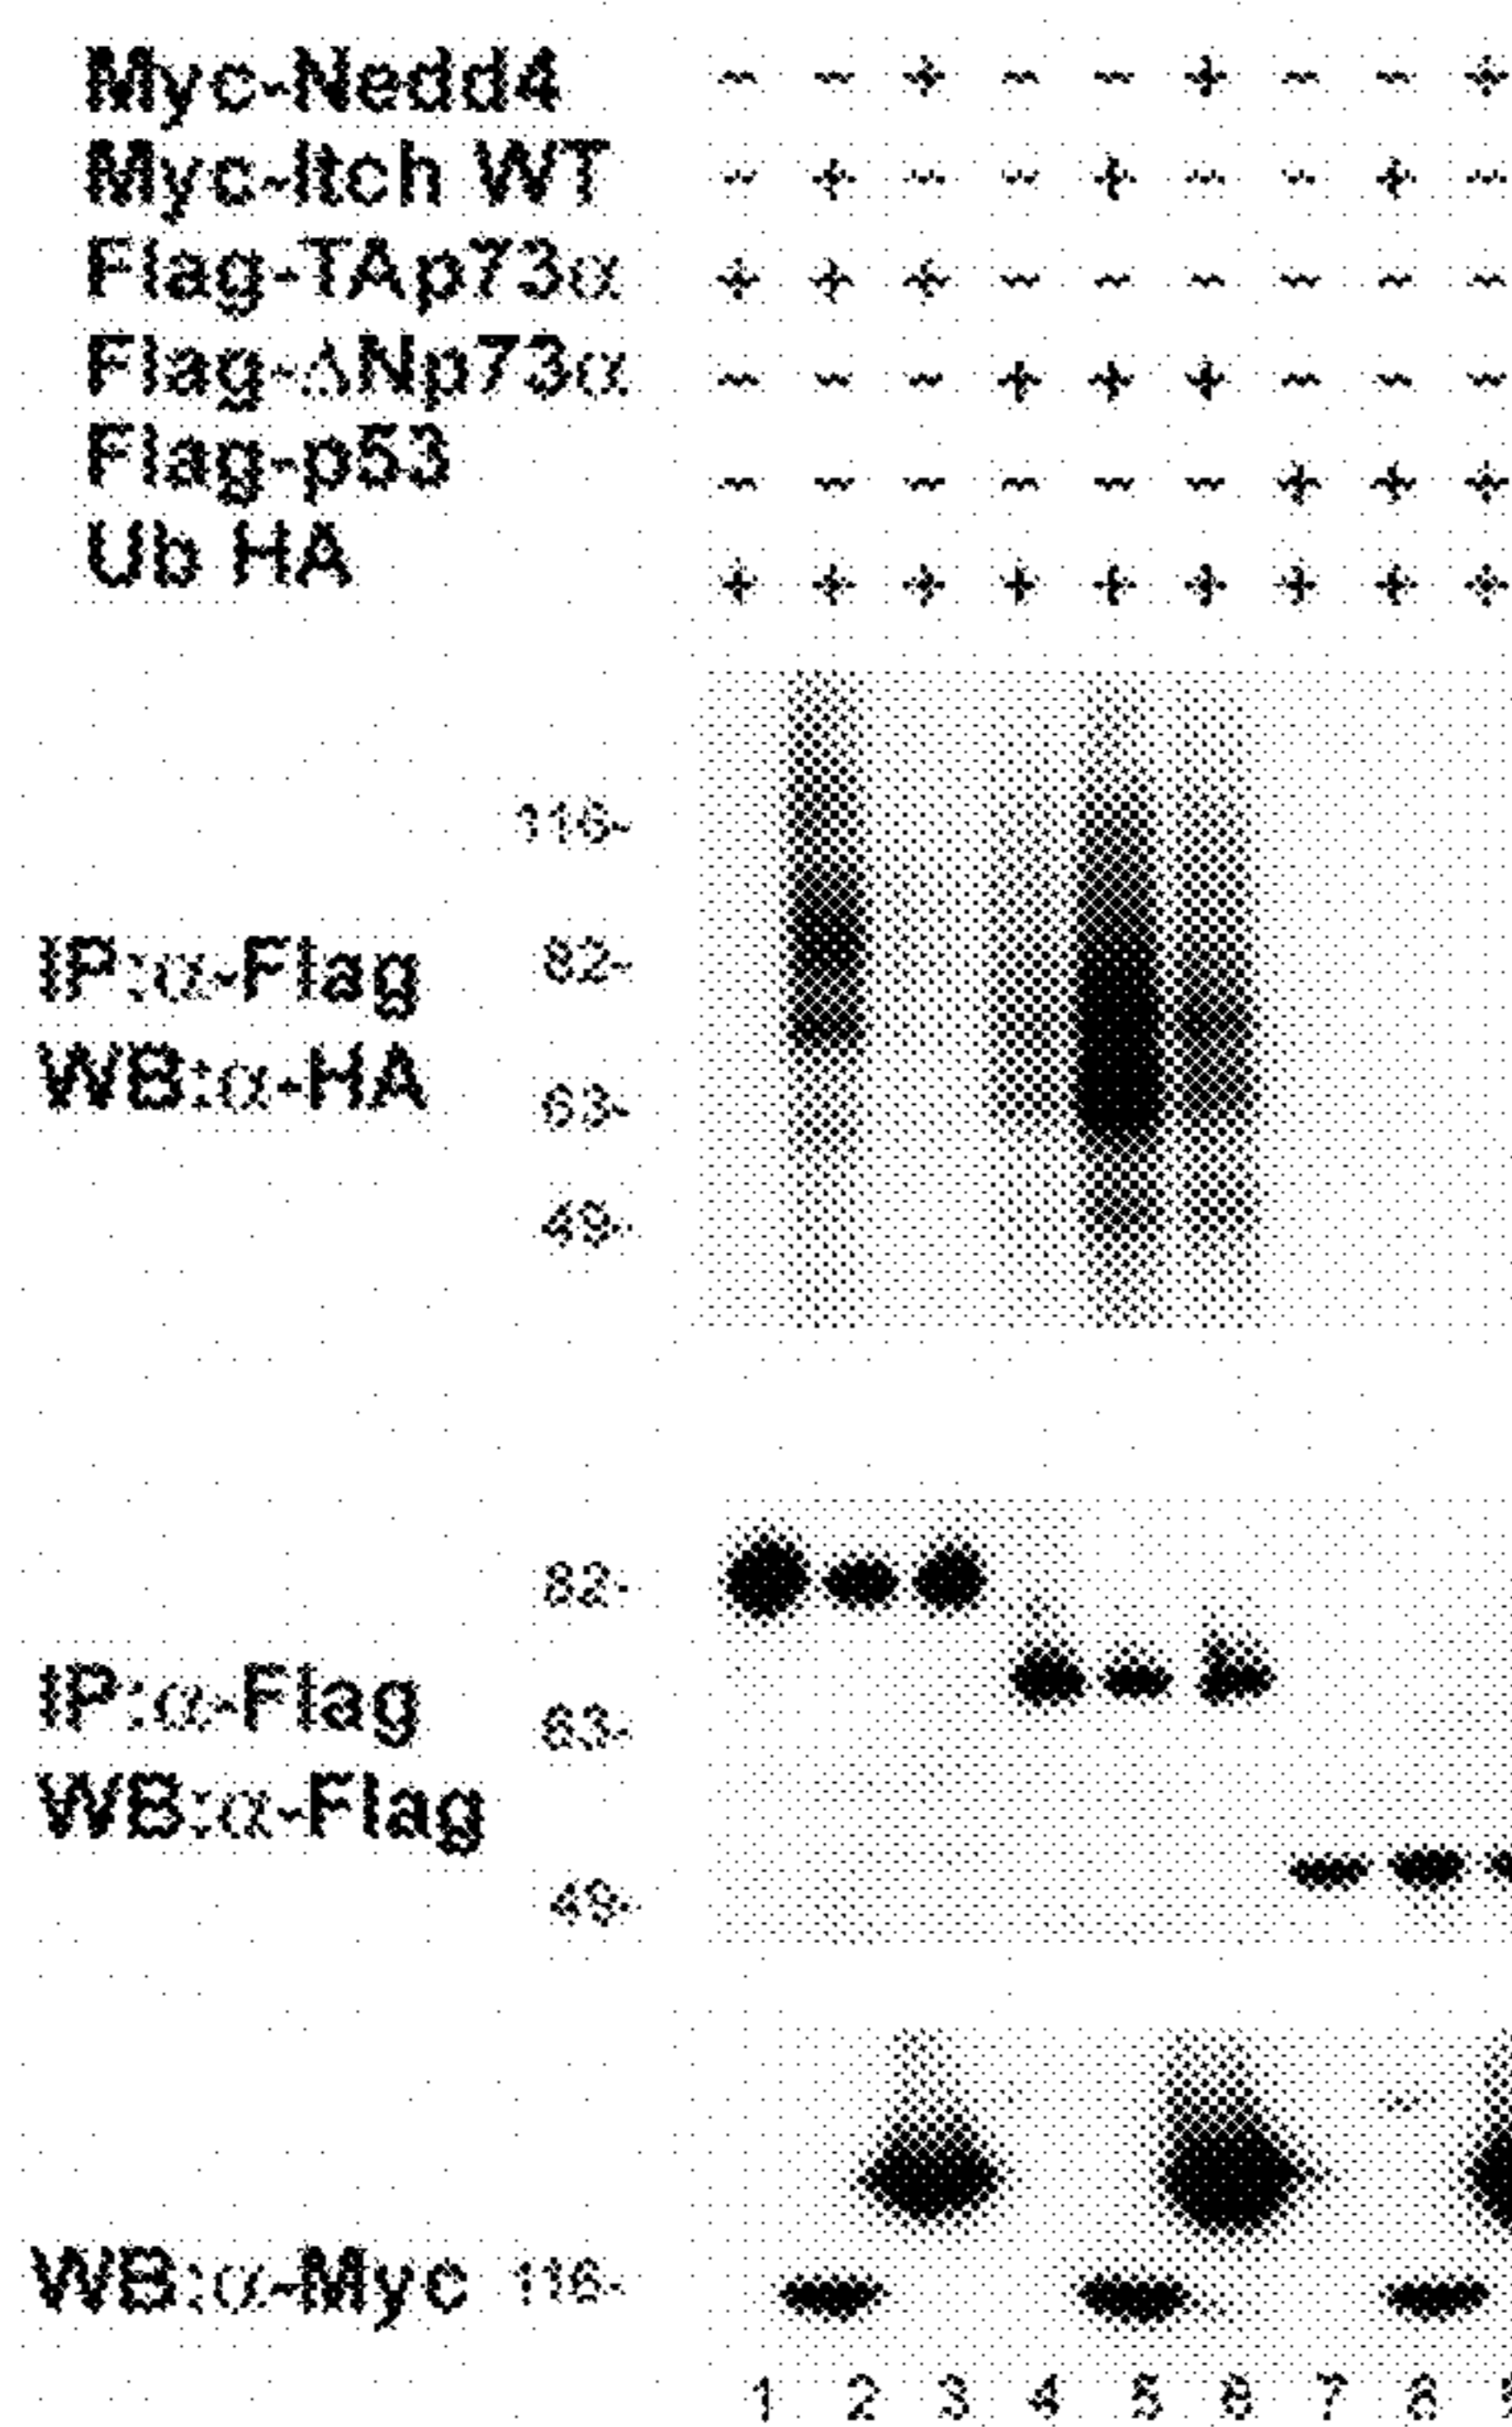 Myc-Nedd4 - - + - - + - - +
Myc-Itch WT - + - - + - - + -
Flag-TAp73α + + + - - - - - -
Flag-ΔNp73α - - - + + + - - -
Flag-p53 - - - - - - + + +
Ub HA + + + + + + + + +
116-
82-
IP:α-Flag
WB:α-HA
63-
49-
82-
IP:α-Flag
63-
WB:α-Flag
49-
WB:α-Myc 116-
1 2 3 4 5 6 7 8